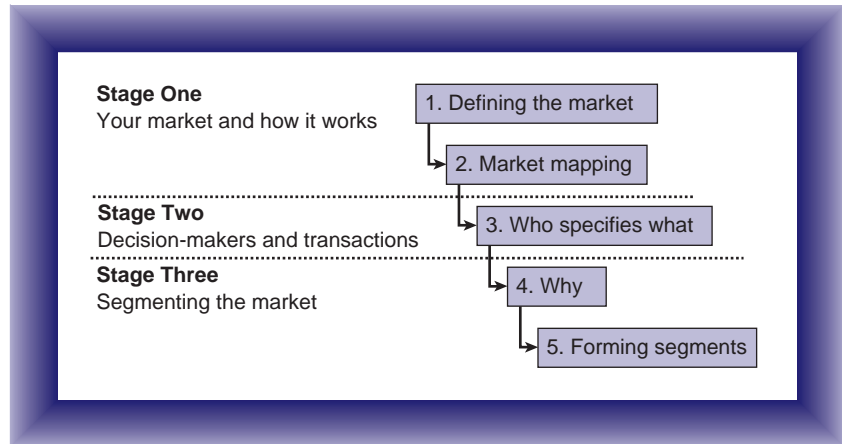 Stage One
Your market and how it works
1. Defining the market
2. Market mapping
Stage Two
Decision-makers and transactions
3. Who specifies what
Stage Three
Segmenting the market
4. Why
5. Forming segments